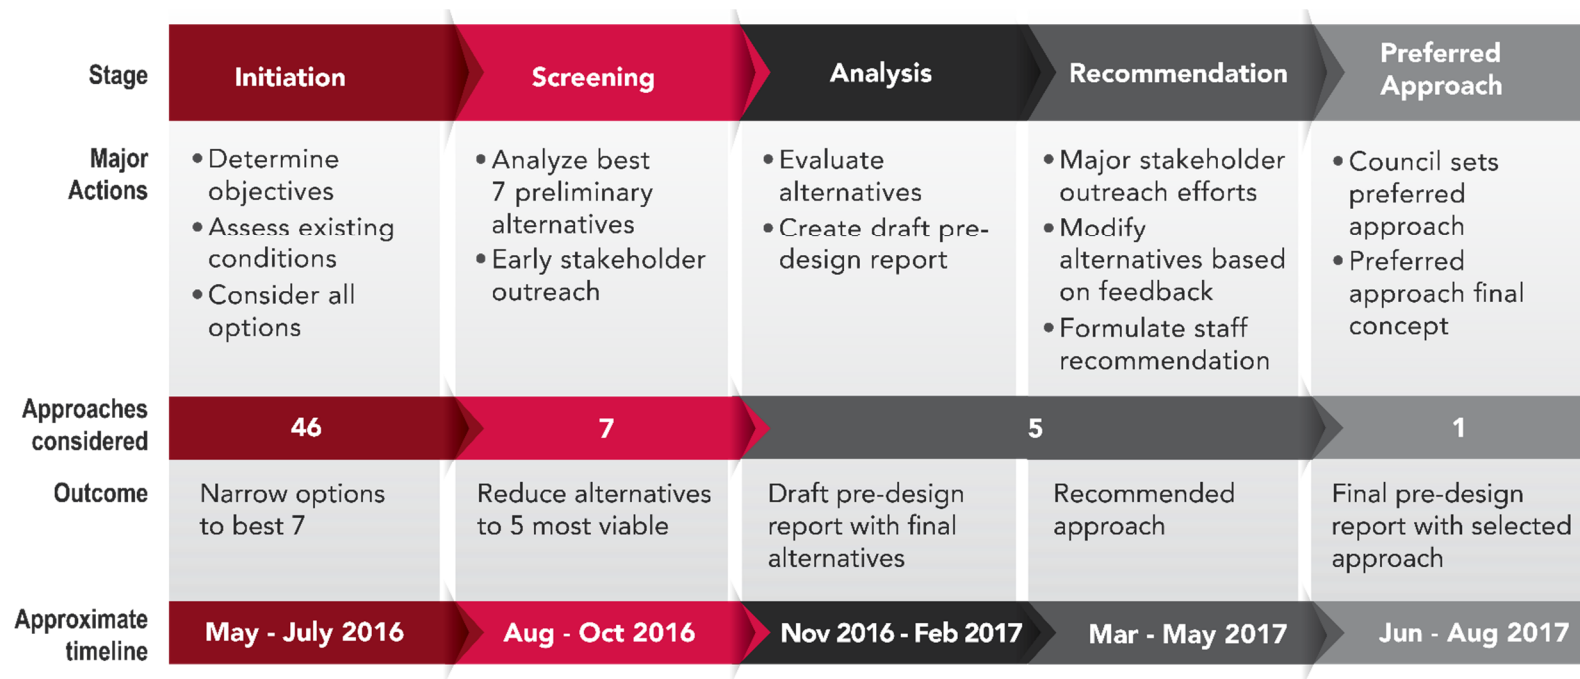 Stage
Initiation
Screening
Analysis
Recommendation
Preferred
Approach
Major
Actions
• Determine
objectives
• Assess existing
conditions
• Consider all
options
• Analyze best
7 preliminary
alternatives
• Early stakeholder
outreach
• Evaluate
alternatives
• Create draft pre-
design report
• Major stakeholder
outreach efforts
• Modify
alternatives based
on feedback
• Formulate staff
recommendation
• Council sets
preferred
approach
• Preferred
approach final
concept
Approaches
considered
46
7
5
1
Outcome
Narrow options
to best 7
Reduce alternatives
to 5 most viable
Draft pre-design
report with final
alternatives
Recommended
approach
Final pre-design
report with selected
approach
Approximate
timeline
May - July 2016
Aug - Oct 2016
Nov 2016 - Feb 2017
Mar - May 2017
Jun - Aug 2017